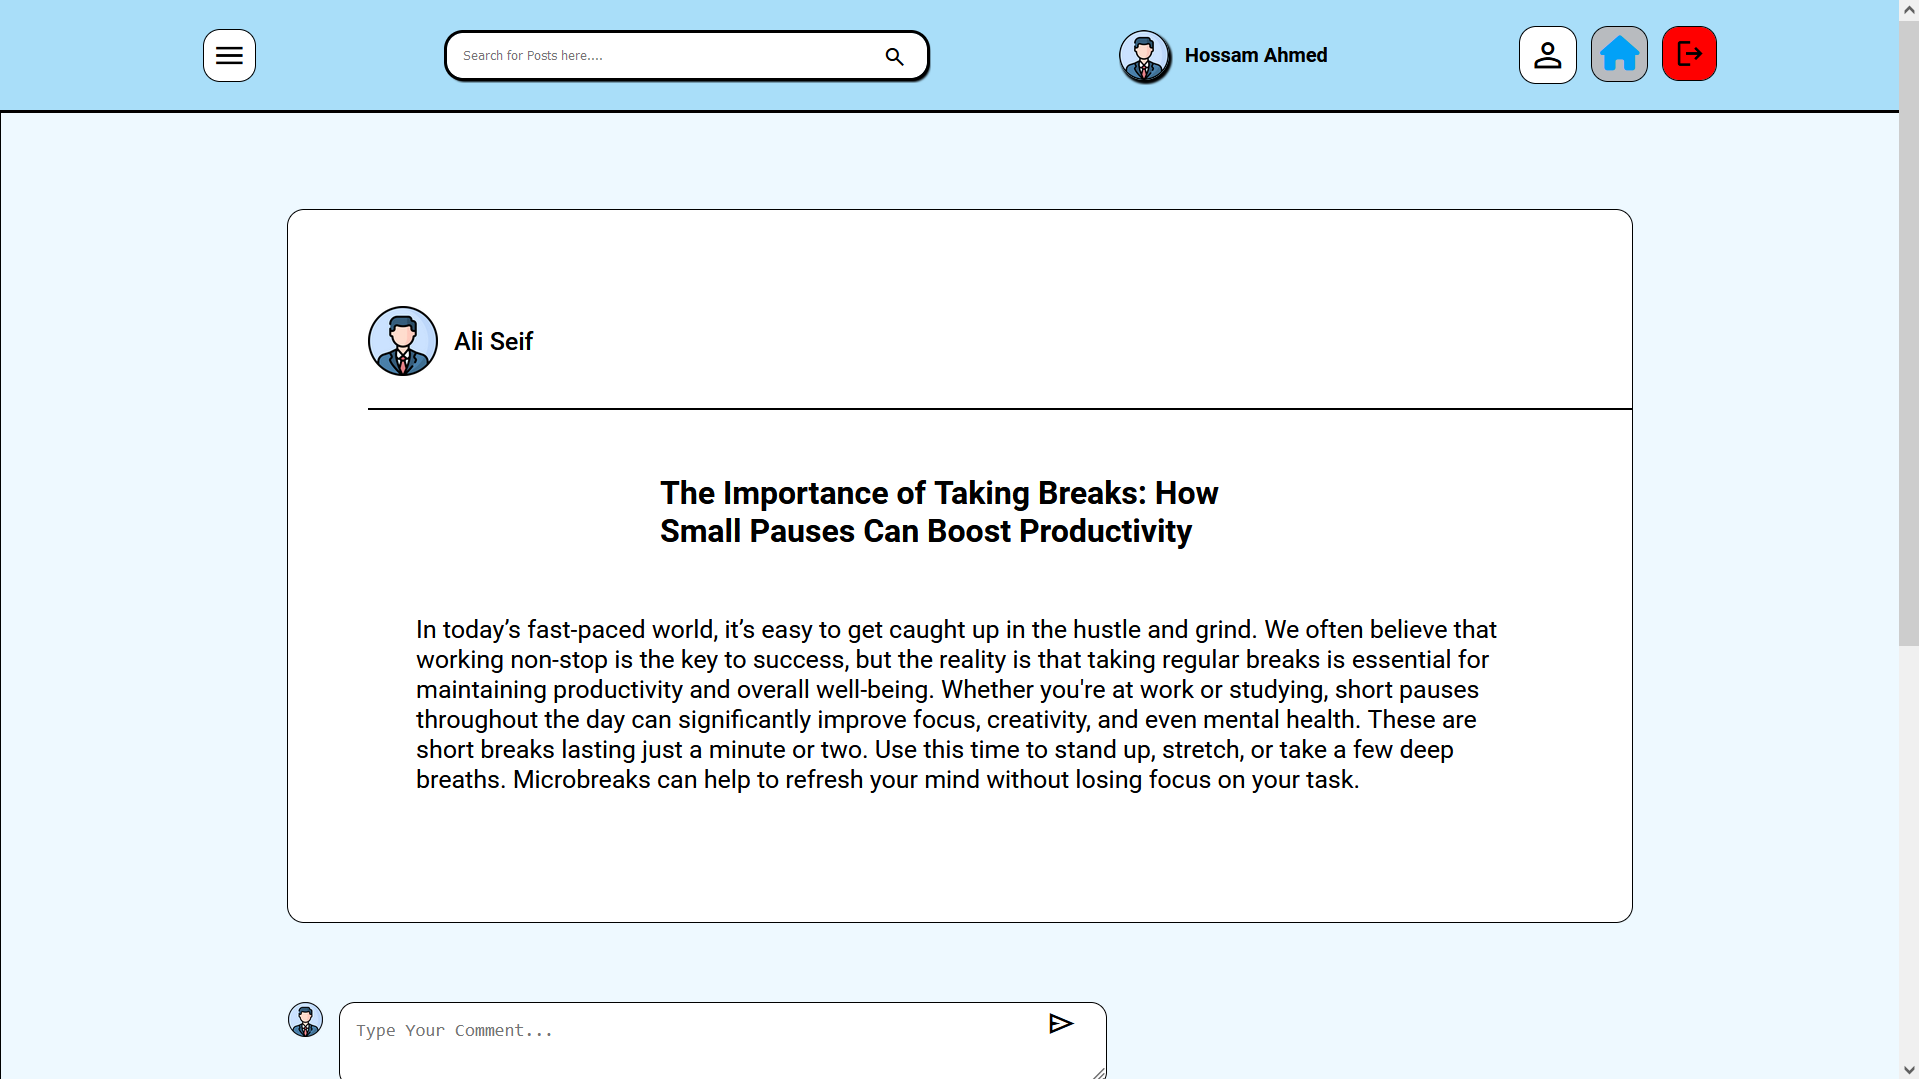 Search for Posts here....
Hossam Ahmed
Ali Seif
The Importance of Taking Breaks: How
Small Pauses Can Boost Productivity
In today’s fast-paced world, it’s easy to get caught up in the hustle and grind. We often believe that
working non-stop is the key to success, but the reality is that taking regular breaks is essential for
maintaining productivity and overall well-being. Whether you're at work or studying, short pauses
throughout the day can significantly improve focus, creativity, and even mental health. These are
short breaks lasting just a minute or two. Use this time to stand up, stretch, or take a few deep
breaths. Microbreaks can help to refresh your mind without losing focus on your task.
Type Your Comment...